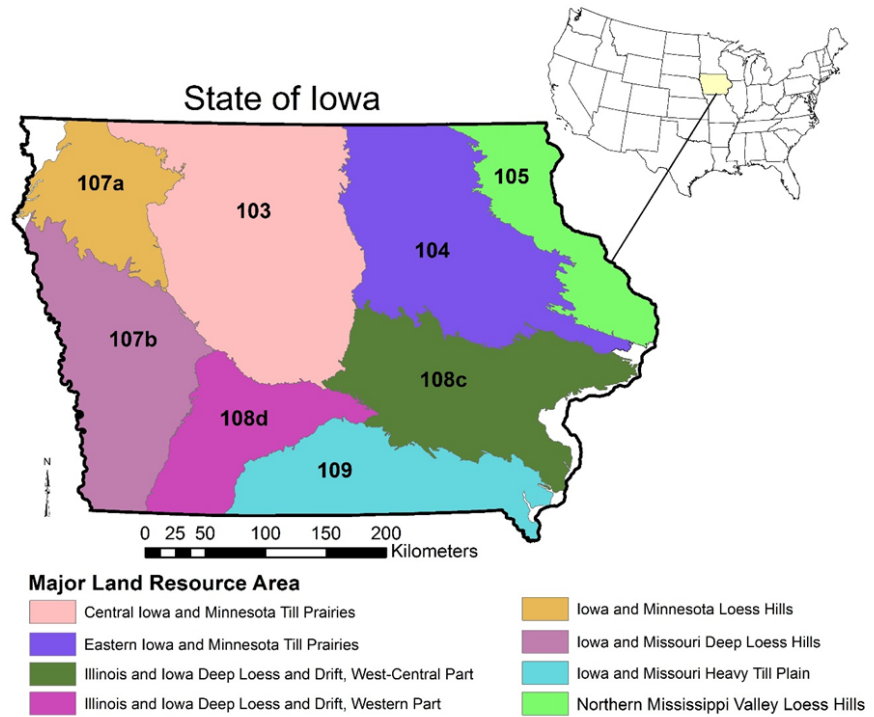 State of Iowa
107a
103
105
104
107b
108c
108d
109
N
0 25 50 100 150 200
Kilometers
Major Land Resource Area
Central Iowa and Minnesota Till Prairies
Eastern Iowa and Minnesota Till Prairies
Illinois and Iowa Deep Loess and Drift, West-Central Part
Illinois and Iowa Deep Loess and Drift, Western Part
Iowa and Minnesota Loess Hills
Iowa and Missouri Deep Loess Hills
Iowa and Missouri Heavy Till Plain
Northern Mississippi Valley Loess Hills